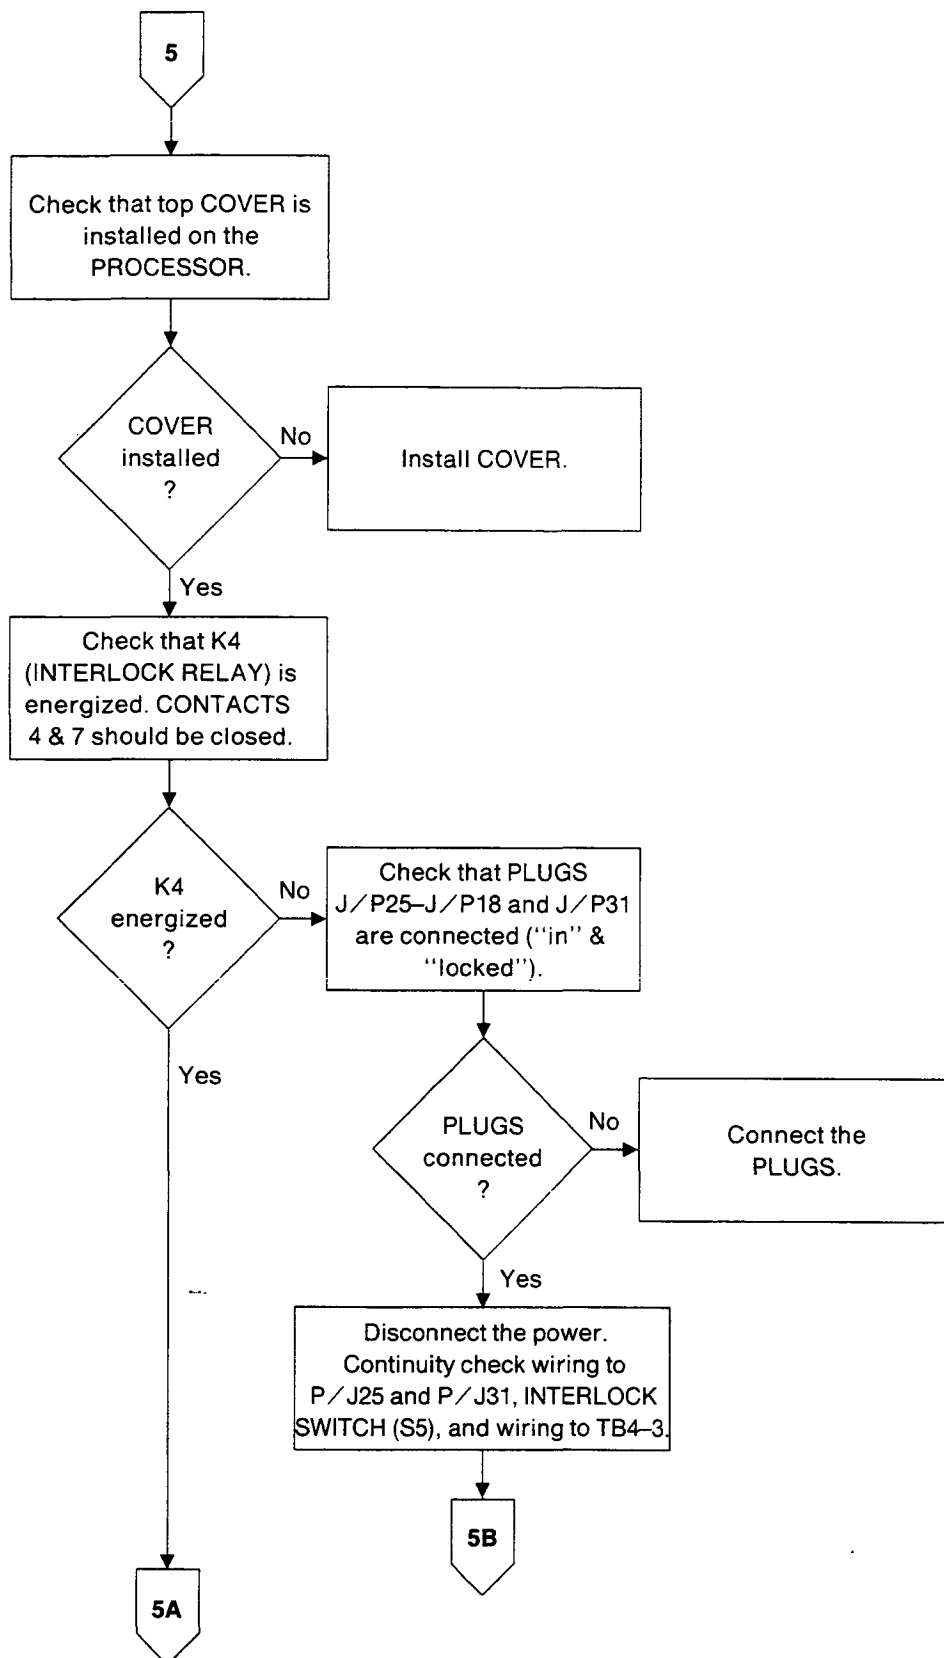 5
Check that top COVER is
installed on the
PROCESSOR.
COVER
installed
?
No
Install COVER.
Yes
Check that K4
(INTERLOCK RELAY) is
energized. CONTACTS
4 & 7 should be closed.
K4
energized
?
No
Check that PLUGS
J/P25–J/P18 and J/P31
are connected (“in” &
“locked”).
Yes
PLUGS
connected
?
No
Connect the
PLUGS.
Yes
Disconnect the power.
Continuity check wiring to
P/J25 and P/J31, INTERLOCK
SWITCH (S5), and wiring to TB4–3.
5B
5A